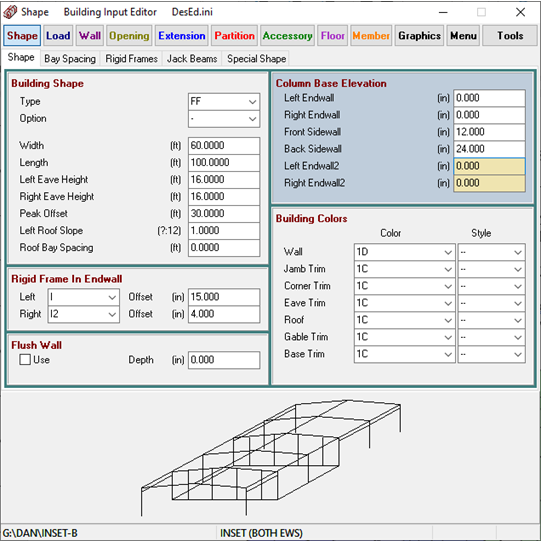 Shape Building Input Editor DesEd.ini
Shape Load Wall Opening Extension Partition Accessory Floor Member Graphics Menu Tools
Shape Bay Spacing Rigid Frames Jack Beams Special Shape
Building Shape
Type FF
Option -
Width (ft) 60.0000
Length (ft) 100.0000
Left Eave Height (ft) 16.0000
Right Eave Height (ft) 16.0000
Peak Offset (ft) 30.0000
Left Roof Slope (?:12) 1.0000
Roof Bay Spacing (ft) 0.0000
Rigid Frame In Endwall
Left I Offset (in) 15.000
Right I2 Offset (in) 4.000
Flush Wall
Use Depth (in) 0.000
Column Base Elevation
Left Endwall (in) 0.000
Right Endwall (in) 0.000
Front Sidewall (in) 12.000
Back Sidewall (in) 24.000
Left Endwall2 (in) 0.000
Right Endwall2 (in) 0.000
Building Colors
Color Style
Wall 1D --
Jamb Trim 1C --
Corner Trim 1C --
Eave Trim 1C --
Roof 1C --
Gable Trim 1C --
Base Trim 1C --
G:\DAN\INSET-B INSET (BOTH EWS)